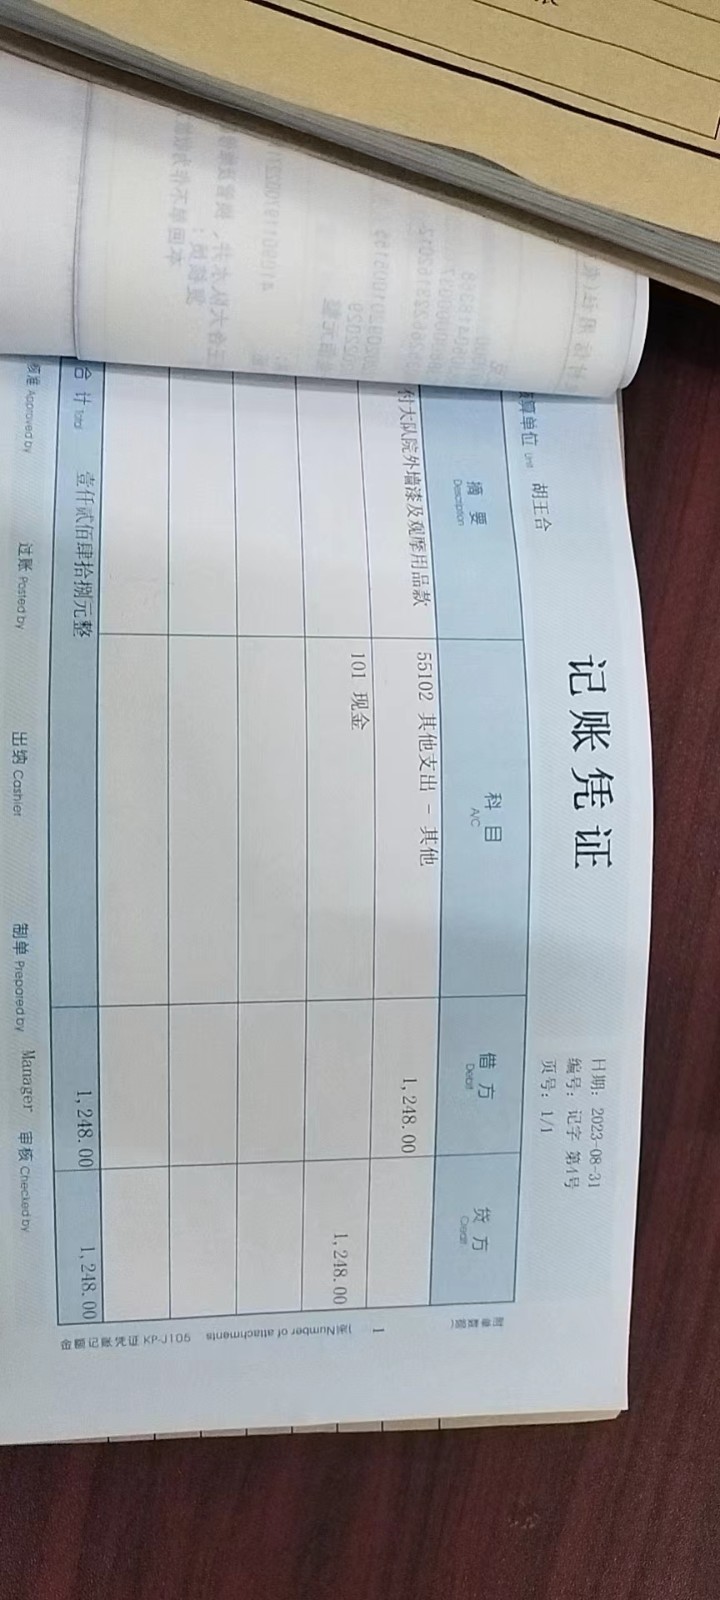 记账凭证
日期: 2023-08-31
编号: 记字 第4号
页号: 1/1
核算单位 Unit 胡王合
摘要 Description 科目 A/C 借方 Debit 贷方 Credit
付大队院外墙漆及观摩用品款 55102 其他支出 - 其他 1,248.00
101 现金 1,248.00
合计 Total 壹仟贰佰肆拾捌元整 1,248.00 1,248.00
核准 Approved by 过账 Posted by 出纳 Cashier 制单 Prepared by Manager 审核 Checked by
附单数(
1
张)Number of attachments
金蝶记账凭证 KP-J105